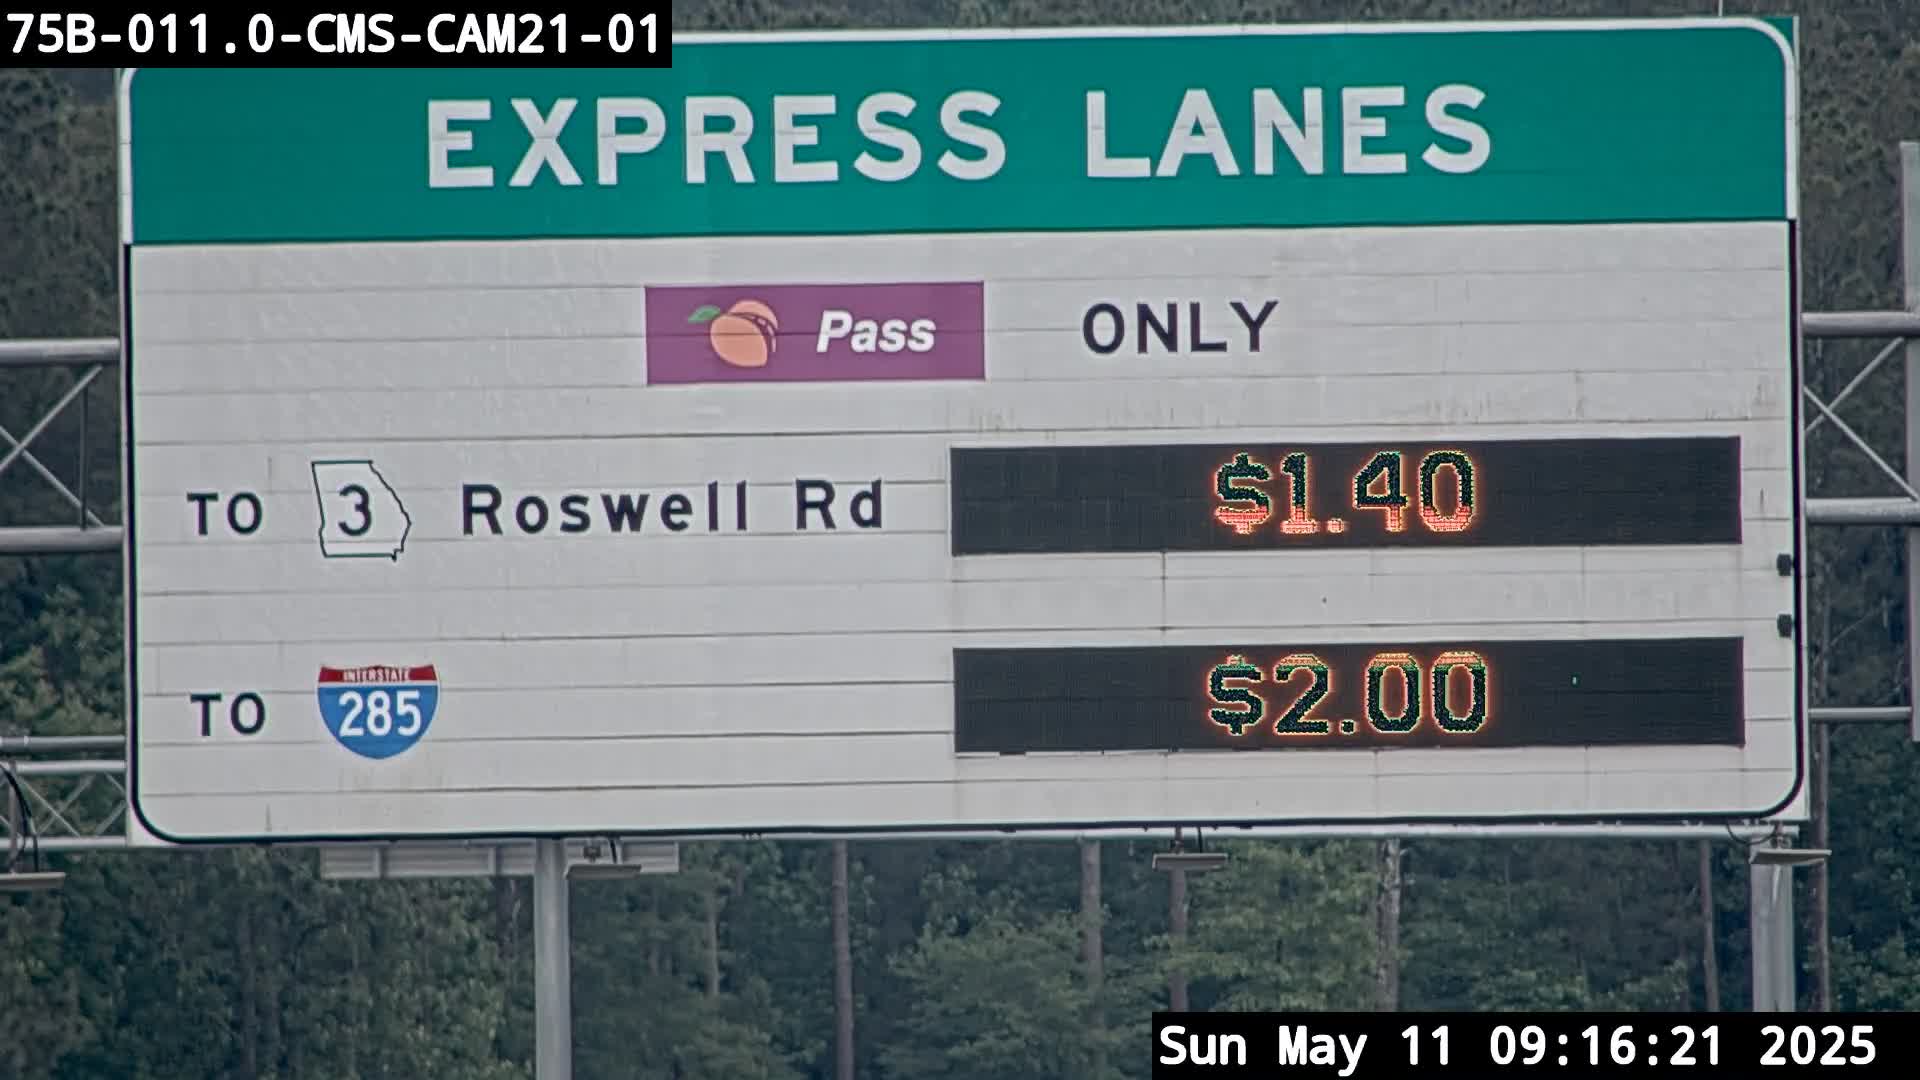 75B-011.0-CMS-CAM21-01
EXPRESS LANES
Pass ONLY
TO 3 Roswell Rd $1.40
INTERSTATE
TO 285 $2.00
Sun May 11 09:16:21 2025